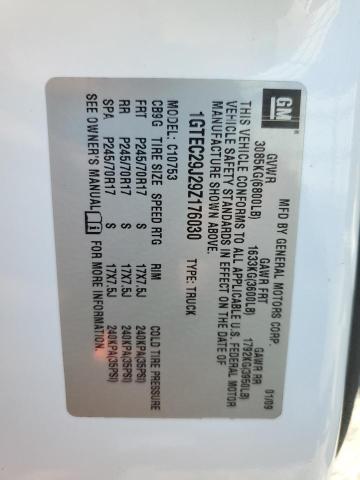 GM
MFD BY GENERAL MOTORS CORP. 01/09
GVWR GAWR FRT GAWR RR
3085KG(6800LB) 1633KG(3600LB) 1792KG(3950LB)
THIS VEHICLE CONFORMS TO ALL APPLICABLE U.S. FEDERAL MOTOR
VEHICLE SAFETY STANDARDS IN EFFECT ON THE DATE OF
MANUFACTURE SHOWN ABOVE.
1GTEC29J29Z176030 TYPE: TRUCK
MODEL: C10753
CB9G TIRE SIZE SPEED RTG RIM COLD TIRE PRESSURE
FRT P245/70R17 S 17X7.5J 240KPA(35PSI)
RR P245/70R17 S 17X7.5J 240KPA(35PSI)
SPA P245/70R17 S 17X7.5J 240KPA(35PSI)
SEE OWNER'S MANUAL FOR MORE INFORMATION.